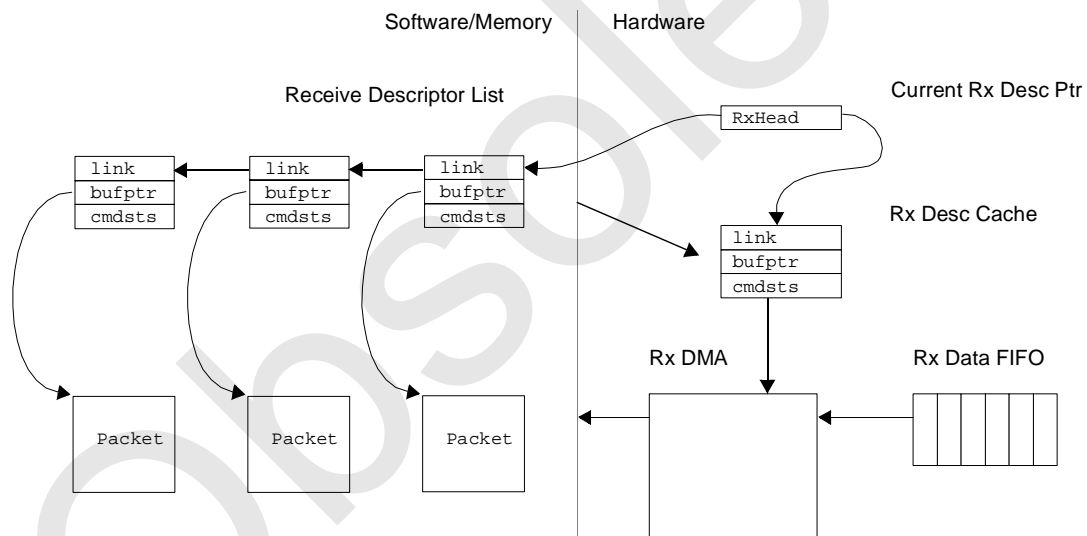 Software/Memory Hardware
Receive Descriptor List
Current Rx Desc Ptr
RxHead
link link link
bufptr bufptr bufptr
cmdsts cmdsts cmdsts
Rx Desc Cache
link
bufptr
cmdsts
Rx DMA Rx Data FIFO
Packet Packet Packet
Obsole